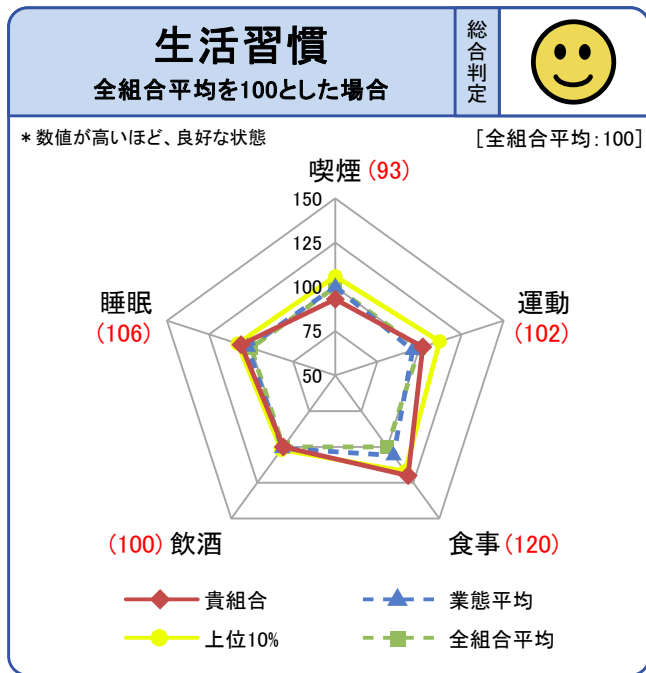 生活習慣
全組合平均を100とした場合
総合判定
*数値が高いほど、良好な状態
[全組合平均:100]
喫煙(93)
150
125
100
75
50
睡眠
(106)
運動
(102)
(100)飲酒
食事(120)
貴組合
業態平均
上位10%
全組合平均